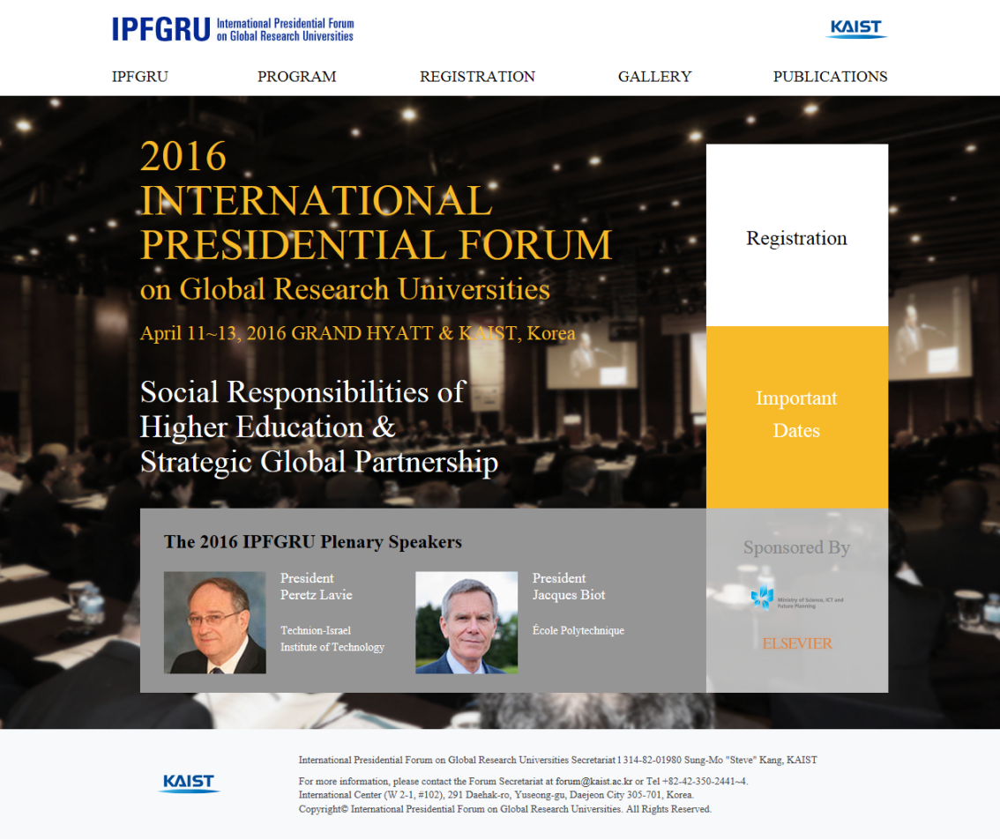 IPFGRU International Presidential Forum
on Global Research Universities
KAIST
IPFGRU PROGRAM REGISTRATION GALLERY PUBLICATIONS
2016
INTERNATIONAL
PRESIDENTIAL FORUM
on Global Research Universities
April 11~13, 2016 GRAND HYATT & KAIST, Korea
Social Responsibilities of
Higher Education &
Strategic Global Partnership
Registration
Important
Dates
The 2016 IPFGRU Plenary Speakers
President
Peretz Lavie
Technion-Israel
Institute of Technology
President
Jacques Biot
École Polytechnique
Sponsored By
Ministry of Science, ICT and
Future Planning
ELSEVIER
KAIST
International Presidential Forum on Global Research Universities Secretariat l 314-82-01980 Sung-Mo "Steve" Kang, KAIST
For more information, please contact the Forum Secretariat at forum@kaist.ac.kr or Tel +82-42-350-2441~4.
International Center (W 2-1, #102), 291 Daehak-ro, Yuseong-gu, Daejeon City 305-701, Korea.
Copyright© International Presidential Forum on Global Research Universities. All Rights Reserved.